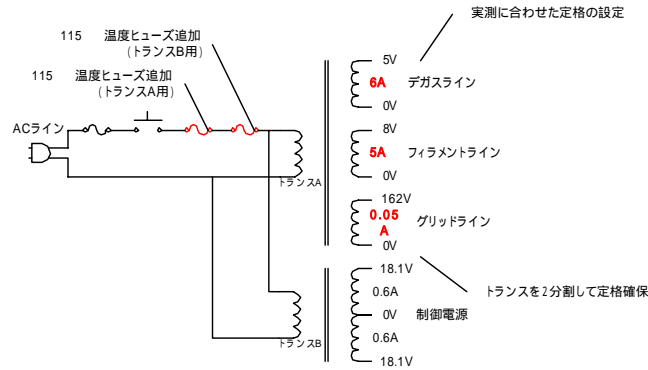 実測に合わせた定格の設定
115 温度ヒューズ追加
(トランスB用)
115 温度ヒューズ追加
(トランスA用)
ACライン
トランスA
5V
6A デガスライン
0V
8V
5A フィラメントライン
0V
162V
0.05
A
グリッドライン
0V
18.1V
0.6A
トランスを2分割して定格確保
0V 制御電源
0.6A
トランスB
18.1V